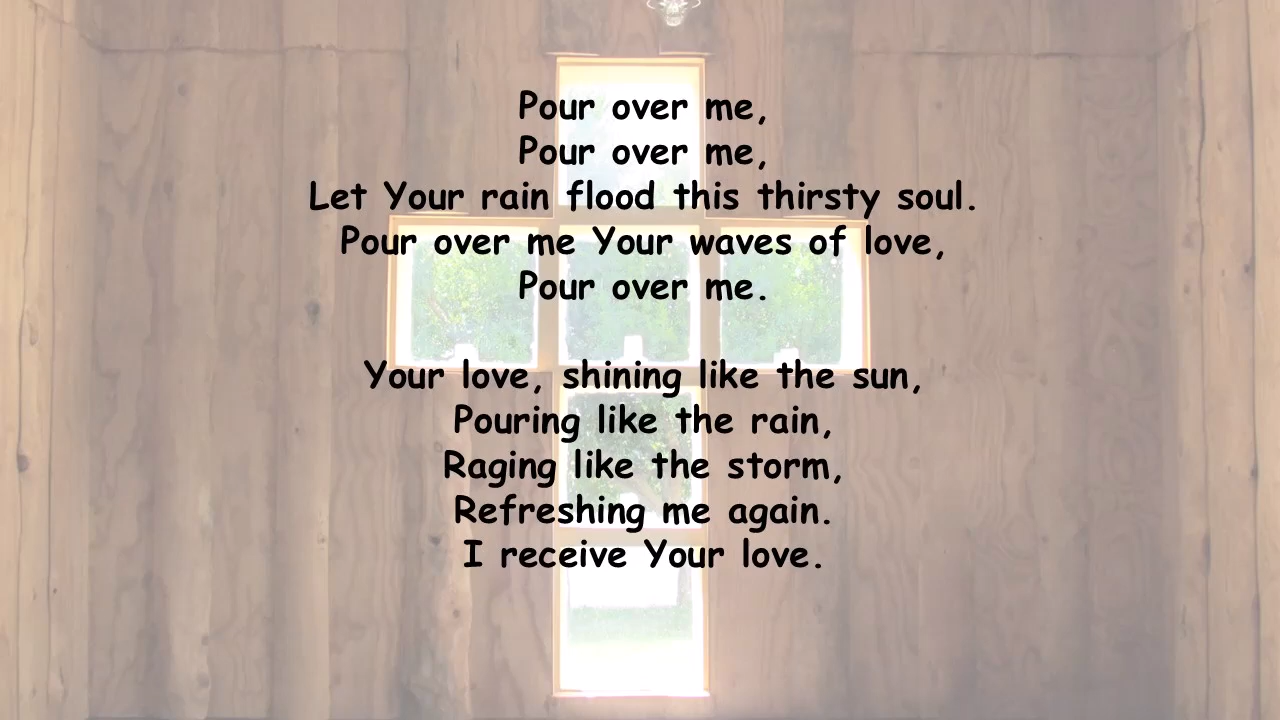 Pour over me,
Pour over me,
Let Your rain flood this thirsty soul.
Pour over me Your waves of love,
Pour over me.

Your love, shining like the sun,
Pouring like the rain,
Raging like the storm,
Refreshing me again.
I receive Your love.